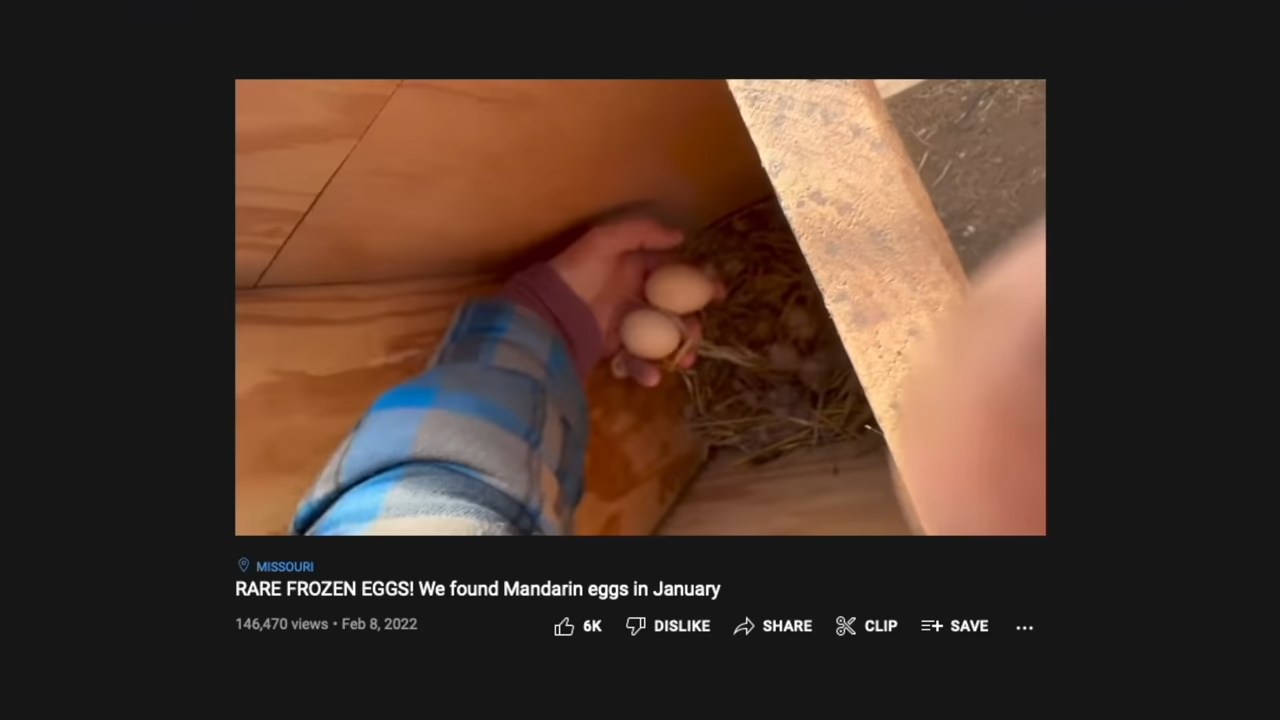 MISSOURI
RARE FROZEN EGGS! We found Mandarin eggs in January
146,470 views • Feb 8, 2022 6K DISLIKE SHARE CLIP SAVE ...